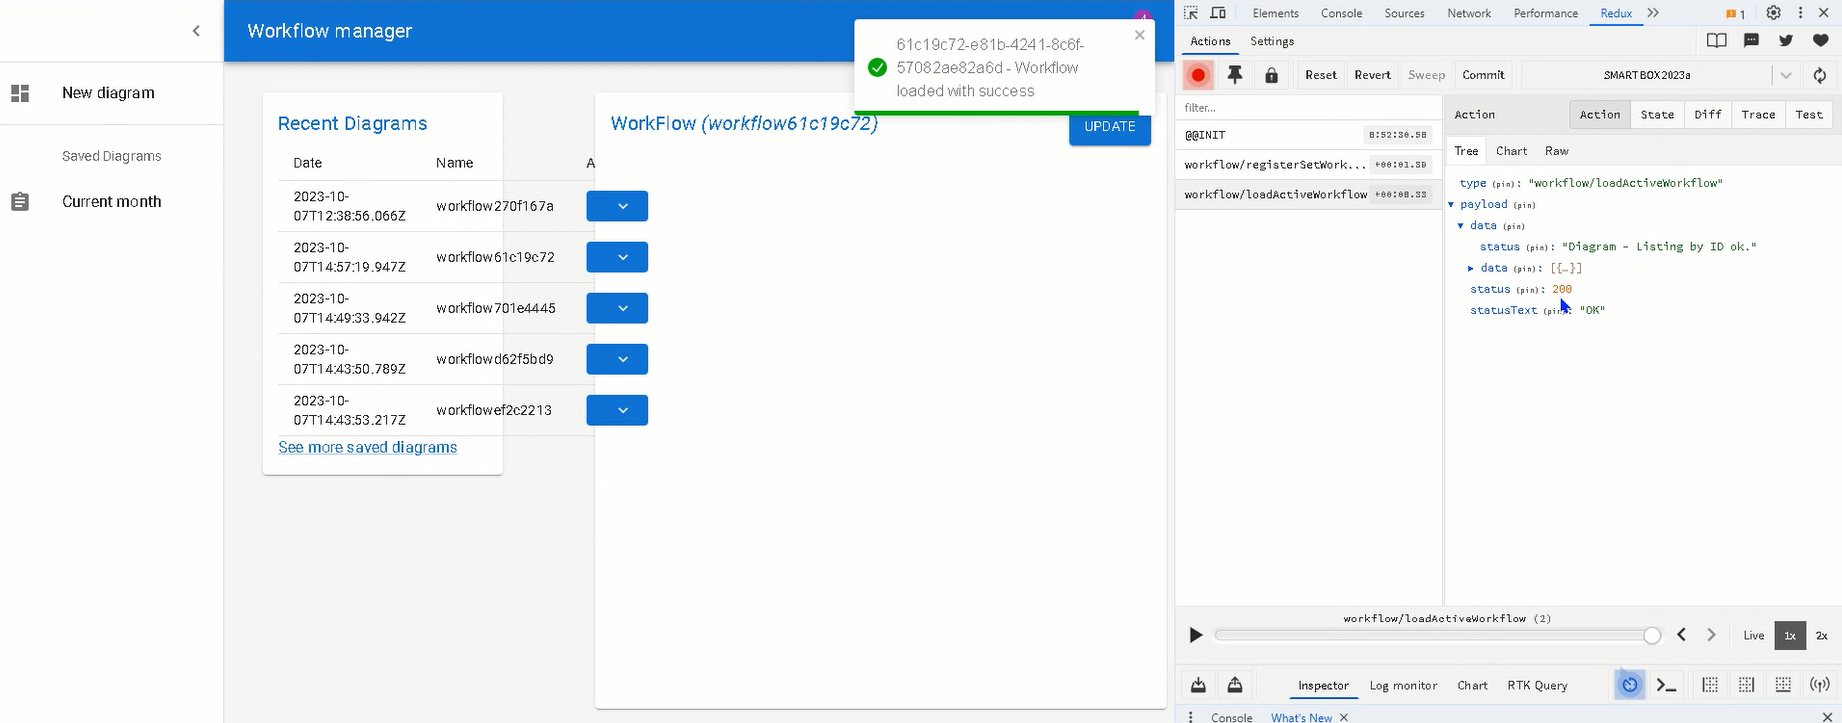 Workflow manager
4
61c19c72-e81b-4241-8c6f-
57082ae82a6d - Workflow
loaded with success
New diagram
Saved Diagrams
Current month
Recent Diagrams
Date Name A
2023-10-
07T12:38:56.066Z
workflow270f167a
2023-10-
07T14:57:19.947Z
workflow61c19c72
2023-10-
07T14:49:33.942Z
workflow701e4445
2023-10-
07T14:43:50.789Z
workflowd62f5bd9
2023-10-
07T14:43:53.217Z
workflowef2c2213
See more saved diagrams
WorkFlow (workflow61c19c72)
UPDATE
Elements Console Sources Network Performance Redux 1
Actions Settings
Reset Revert Sweep Commit SMARTBOX2023a
filter...
@@INIT 8:52:30.58
workflow/registerSetWork... +00:01.38
workflow/loadActiveWorkflow +00:08.33
Action Action State Diff Trace Test
Tree Chart Raw
type (pin): "workflow/loadActiveWorkflow"
payload (pin)
data (pin)
status (pin): "Diagram - Listing by ID ok."
data (pin): [{…}]
status (pin): 200
statusText (pin): "OK"
workflow/loadActiveWorkflow (2)
Live 1x 2x
Inspector Log monitor Chart RTK Query
Console What's New